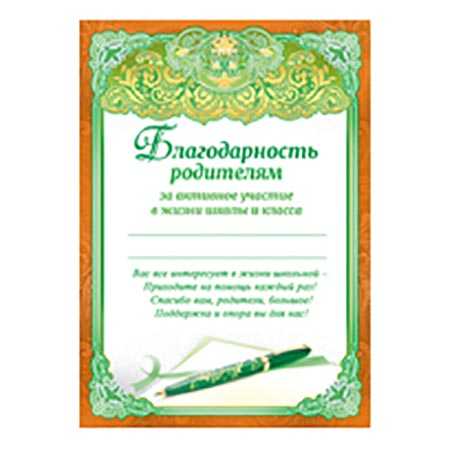 Благодарность
родителям
за активное участие
в жизни школы и класса
Вас все интересует в жизни школьной –
Приходите на помощь каждый раз!
Спасибо вам, родители, большое!
Поддержка и опора вы для нас!